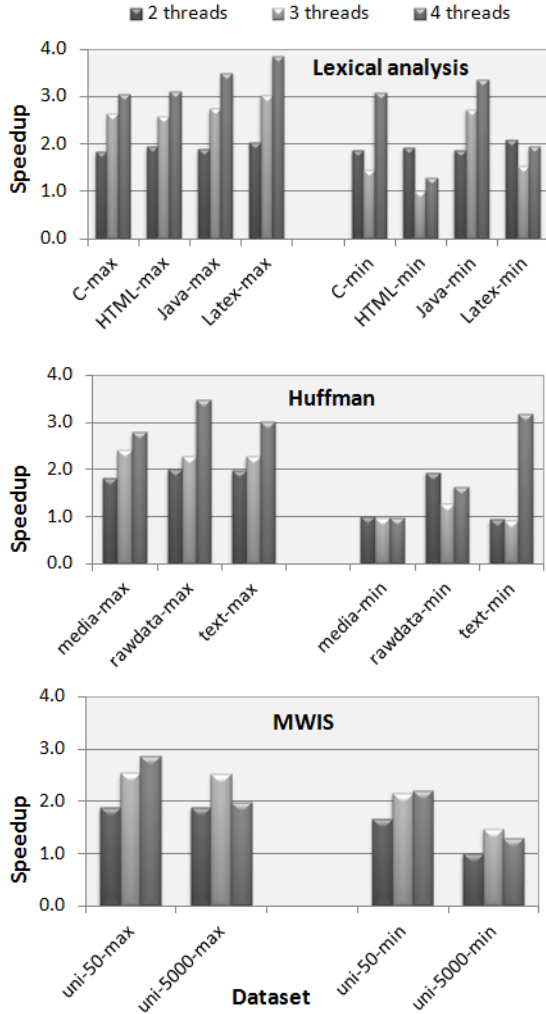 2 threads 3 threads 4 threads
Lexical analysis
Speedup
4.0
3.0
2.0
1.0
0.0
C-max HTML-max Java-max Latex-max C-min HTML-min Java-min Latex-min
Huffman
Speedup
4.0
3.0
2.0
1.0
0.0
media-max rawdata-max text-max media-min rawdata-min text-min
MWIS
Speedup
4.0
3.0
2.0
1.0
0.0
uni-50-max uni-5000-max uni-50-min uni-5000-min
Dataset